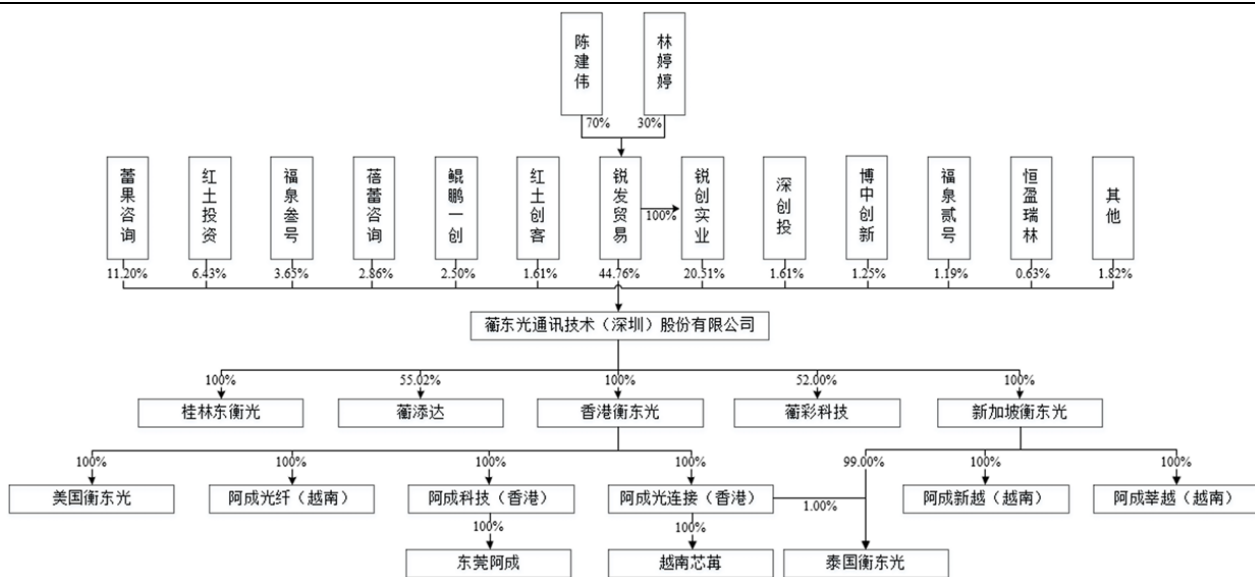 陈建伟
林婷婷
70%
30%
蕾果咨询
红土投资
福泉叁号
蓓蕾咨询
鲲鹏一创
红土创客
锐发贸易
100%
锐创实业
深创投
博中创新
福泉贰号
恒盈瑞林
其他
11.20%
6.43%
3.65%
2.86%
2.50%
1.61%
44.76%
20.51%
1.61%
1.25%
1.19%
0.63%
1.82%
蘅东光通讯技术（深圳）股份有限公司
100%
55.02%
100%
52.00%
100%
桂林东衡光
蘅添达
香港衡东光
蘅彩科技
新加坡衡东光
100%
100%
100%
100%
99.00%
100%
100%
美国衡东光
阿成光纤（越南）
阿成科技（香港）
阿成光连接（香港）
1.00%
阿成新越（越南）
阿成莘越（越南）
100%
100%
东莞阿成
越南芯苒
泰国衡东光